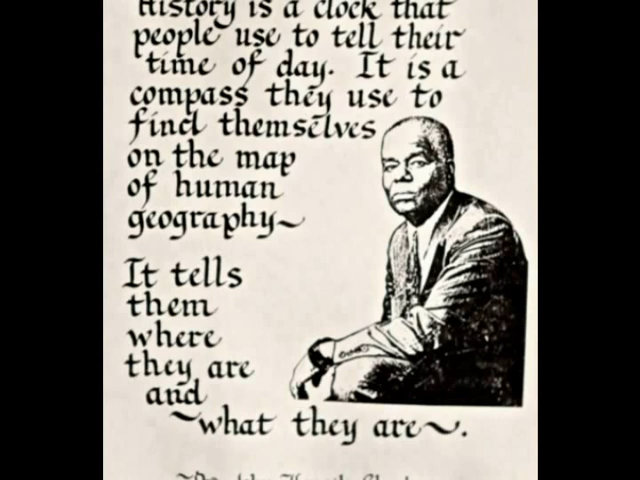 History is a clock that
people use to tell their
time of day. It is a
compass they use to
find themselves
on the map
of human
geography~
It tells
them
where
they are
and
~what they are~.